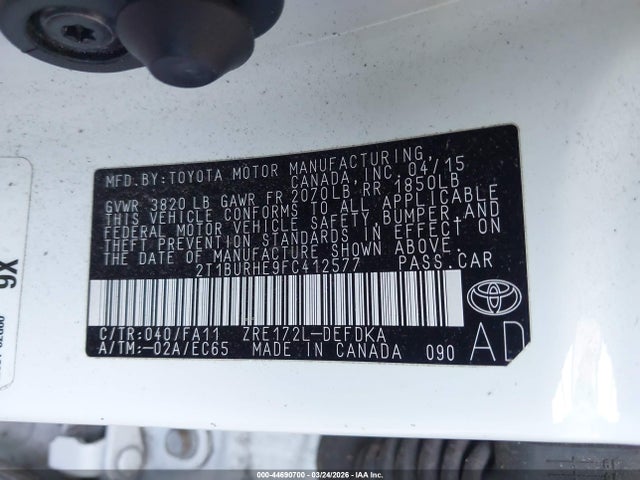 MFD.BY:TOYOTA MOTOR MANUFACTURING,
CANADA, INC. 04/15
GVWR 3820 LB GAWR FR 2070LB RR 1850LB
THIS VEHICLE CONFORMS TO ALL APPLICABLE
FEDERAL MOTOR VEHICLE SAFETY,BUMPER,AND
THEFT PREVENTION STANDARDS IN EFFECT ON
THE DATE OF MANUFACTURE SHOWN ABOVE.
2T1BURHE9FC412577 PASS.CAR
C/TR:040/FA11 ZRE172L-DEFDKA
A/TM:-02A/EC65 MADE IN CANADA 090
AD
9X
000-44690700 - 03/24/2026 - IAA Inc.